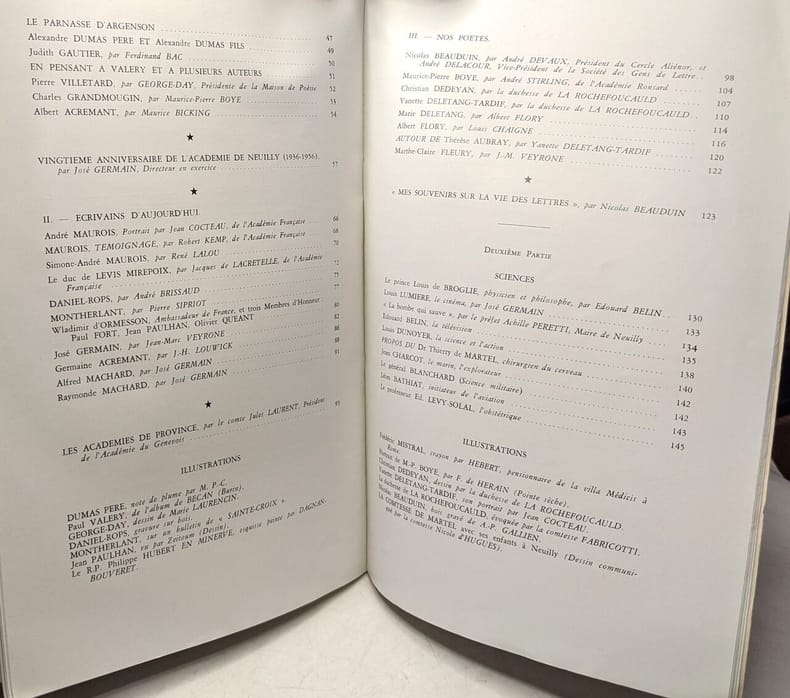 LE PARNASSE D'ARGENSON
Alexandre DUMAS PERE ET Alexandre DUMAS FILS 47
Judith GAUTIER, par Ferdinand BAC 49
EN PENSANT A VALERY ET A PLUSIEURS AUTEURS 50
Pierre VILLETARD, par GEORGE-DAY, Présidente de la Maison de Poésie 51
Charles GRANDMOUGIN, par Maurice-Pierre BOYE 52
Albert ACREMANT, par Maurice BICKING 53
54
★
VINGTIEME ANNIVERSAIRE DE L'ACADEMIE DE NEUILLY (1936-1956).
par José GERMAIN, Directeur en exercice 57
★
II. — ECRIVAINS D'AUJOURD'HUI.
André MAUROIS, Portrait par Jean COCTEAU, de l'Académie Française 66
MAUROIS, TEMOIGNAGE, par Robert KEMP, de l'Académie Française 68
Simone-André MAUROIS, par René LALOU 70
Le duc de LEVIS MIREPOIX, par Jacques de LACRETELLE, de l'Académie
Française 72
DANIEL-ROPS, par André BRISSAUD 75
MONTHERLANT, par Pierre SIPRIOT 77
Wladimir d'ORMESSON, Ambassadeur de France, et trois Membres d'Honneur
Paul FORT, Jean PAULHAN, Olivier QUEANT 80
José GERMAIN, par Jean-Marc VEYRONE 82
Germaine ACREMANT, par J.-H. LOUWICK 86
Alfred MACHARD, par José GERMAIN 88
Raymonde MACHARD, par José GERMAIN 91
★
LES ACADEMIES DE PROVINCE, par le comte Jules LAURENT, Président
de l'Académie du Genevois 93
ILLUSTRATIONS
DUMAS PERE, note de plume par M. P.-C.
Paul VALERY, de l'album de BECAN (Burin).
GEORGE-DAY, dessin de Marie LAURENCIN.
DANIEL-ROPS, gravure sur bois.
MONTHERLANT, sur un bulletin de « SAINTE-CROIX ».
Jean PAULHAN, vu par Zeitoum (Dessin).
Le R.P. Philippe HUBERT EN MINERVE, esquisse peinte par DAGNAN-
BOUVERET.
III. — NOS POETES.
Nicolas BEAUDUIN, par André DEVAUX, Président du Cercle Aliénor, et
André DELACOUR, Vice-Président de la Société des Gens de Lettre 98
Maurice-Pierre BOYE, par André STIRLING, de l'Académie Ronsard 104
Christian DEDEYAN, par la duchesse de LA ROCHEFOUCAULD 107
Yanette DELETANG-TARDIF, par la duchesse de LA ROCHEFOUCAULD 110
Marie DELETANG, par Albert FLORY 114
Albert FLORY, par Louis CHAIGNE 116
AUTOUR DE Thérèse AUBRAY, par Yanette DELETANG-TARDIF 120
Marthe-Claire FLEURY, par J.-M. VEYRONE 122
★
« MES SOUVENIRS SUR LA VIE DES LETTRES », par Nicolas BEAUDUIN 123
DEUXIÈME PARTIE
SCIENCES
Le prince Louis de BROGLIE, physicien et philosophe, par Edouard BELIN 130
Louis LUMIERE, le cinéma, par José GERMAIN 133
« La bombe qui sauve », par le préfet Achille PERETTI, Maire de Neuilly 134
Edouard BELIN, la télévision 135
Louis DUNOYER, la science et l'action 138
PROPOS DU Dr Thierry de MARTEL, chirurgien du cerveau 140
Jean CHARCOT, le marin, l'explorateur 142
Le général BLANCHARD (Science militaire) 142
Léon BATHIAT, initiateur de l'aviation 143
Le professeur Ed. LEVY-SOLAL, l'obstétrique 145
ILLUSTRATIONS
Frédéric MISTRAL, crayon par HEBERT, pensionnaire de la villa Médicis à
Rome.
Portrait de M.-P. BOYE, par F. de HERAIN (Pointe sèche).
Christian DEDEYAN, dessin par la duchesse de LA ROCHEFOUCAULD.
Yanette DELETANG-TARDIF, son portrait par Jean COCTEAU.
La duchesse de LA ROCHEFOUCAULD, évoquée par la comtesse FABRICOTTI.
Nicolas BEAUDUIN, bois gravé de A.-P. GALLIEN.
LA COMTESSE DE MARTEL avec ses enfants à Neuilly (Dessin communi-
qué par la comtesse Nicole d'HUGUES).